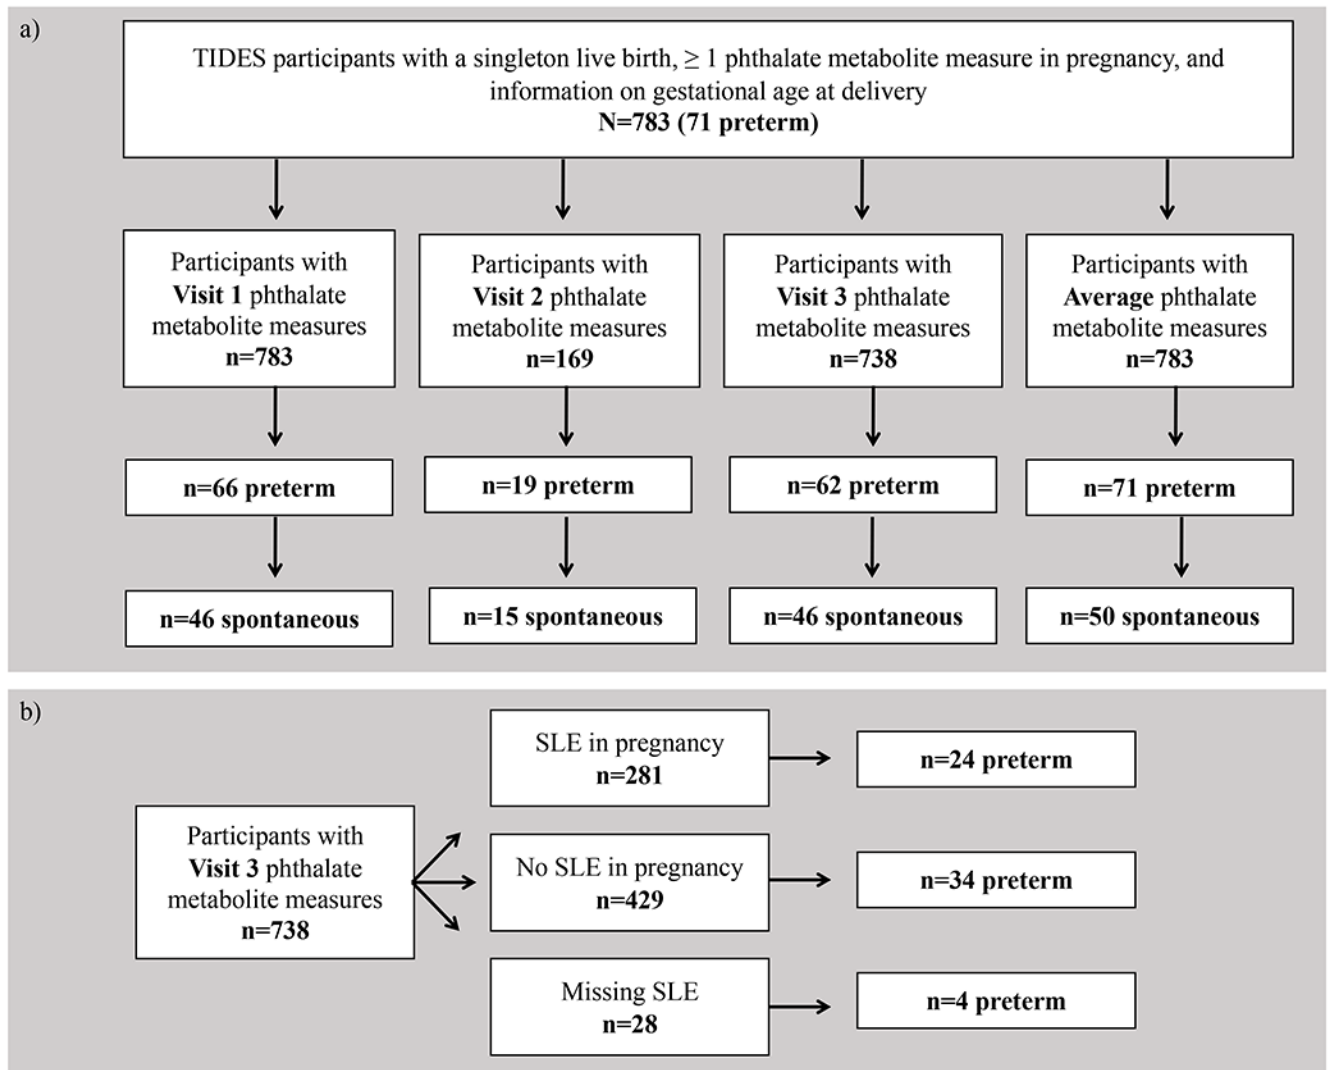 a)
TIDES participants with a singleton live birth, ≥ 1 phthalate metabolite measure in pregnancy, and
information on gestational age at delivery
N=783 (71 preterm)
Participants with
Visit 1 phthalate
metabolite measures
n=783
Participants with
Visit 2 phthalate
metabolite measures
n=169
Participants with
Visit 3 phthalate
metabolite measures
n=738
Participants with
Average phthalate
metabolite measures
n=783
n=66 preterm
n=19 preterm
n=62 preterm
n=71 preterm
n=46 spontaneous
n=15 spontaneous
n=46 spontaneous
n=50 spontaneous
b)
Participants with
Visit 3 phthalate
metabolite measures
n=738
SLE in pregnancy
n=281
n=24 preterm
No SLE in pregnancy
n=429
n=34 preterm
Missing SLE
n=28
n=4 preterm